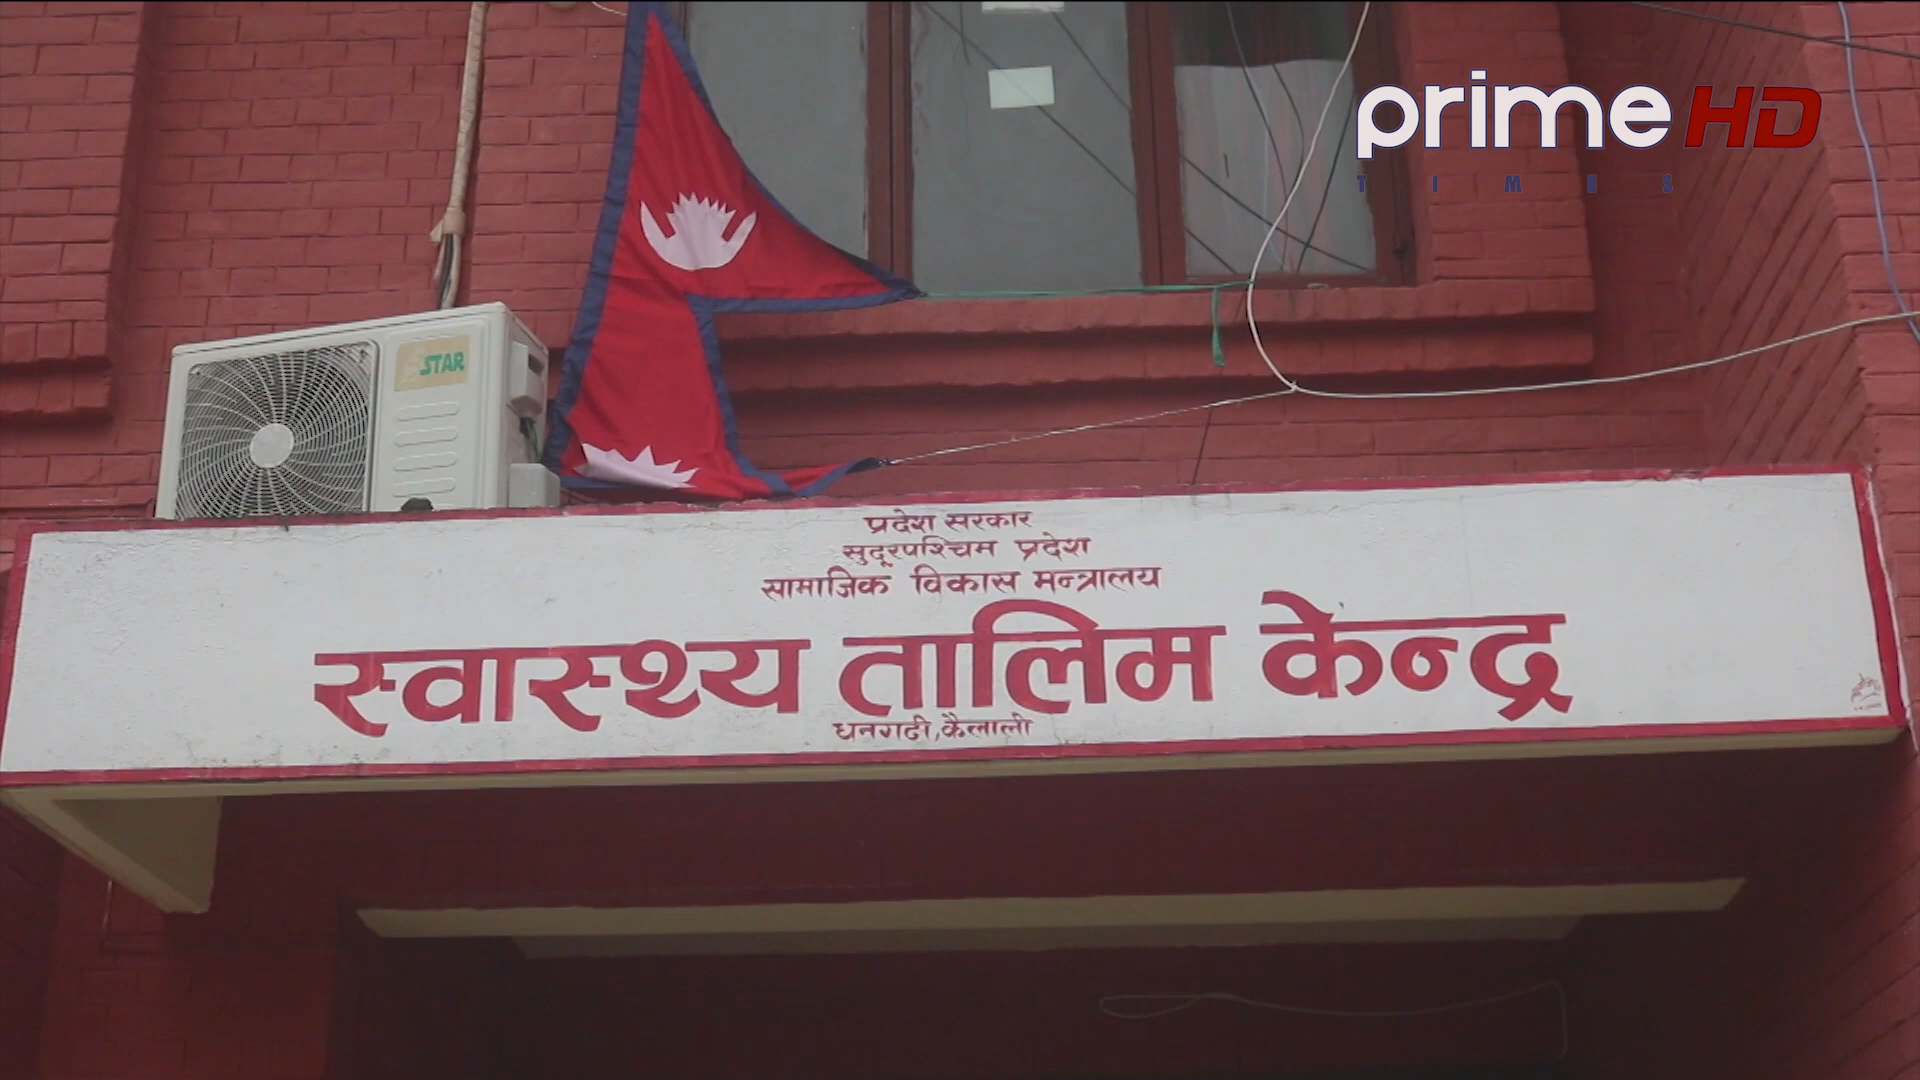 prime HD
TIMES
STAR
प्रदेश सरकार
सुदूरपश्चिम प्रदेश
सामाजिक विकास मन्त्रालय
स्वास्थ्य तालिम केन्द्र
धनगढी, कैलाली